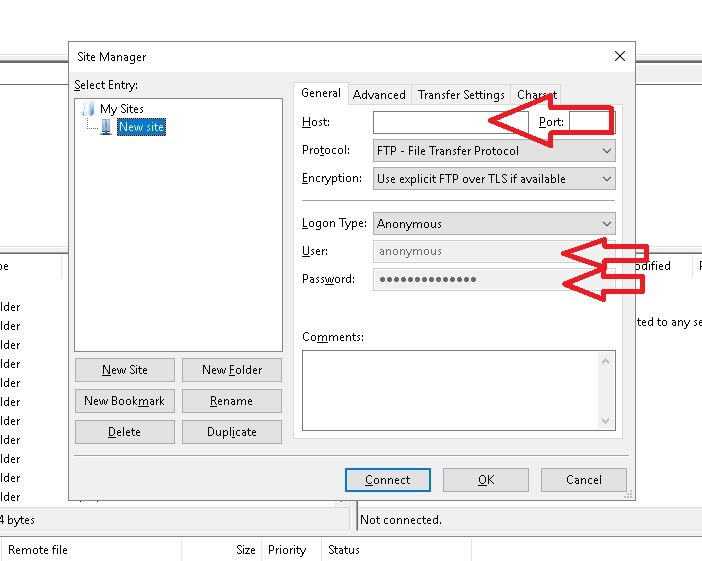 Site Manager
Select Entry:
My Sites
New site
General Advanced Transfer Settings Charset
Host: Port:
Protocol: FTP - File Transfer Protocol
Encryption: Use explicit FTP over TLS if available
Logon Type: Anonymous
User: anonymous
Password: ●●●●●●●●●●●●●●
Comments:
New Site New Folder
New Bookmark Rename
Delete Duplicate
Connect OK Cancel
pe
lder
lder
lder
lder
lder
lder
lder
lder
lder
lder
lder
4 bytes
odified
ted to any se
Not connected.
Remote file Size Priority Status